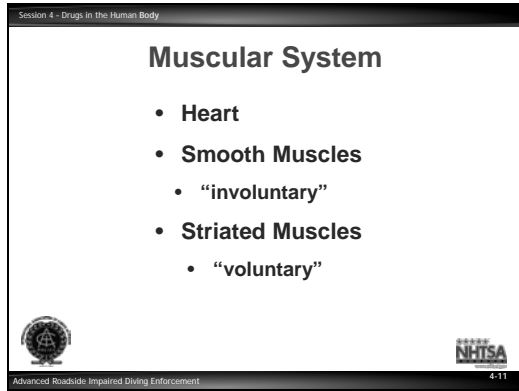 Session 4 - Drugs in the Human Body
Muscular System
• Heart
• Smooth Muscles
• “involuntary”
• Striated Muscles
• “voluntary”
NHTSA
4-11
Advanced Roadside Impaired Diving Enforcement